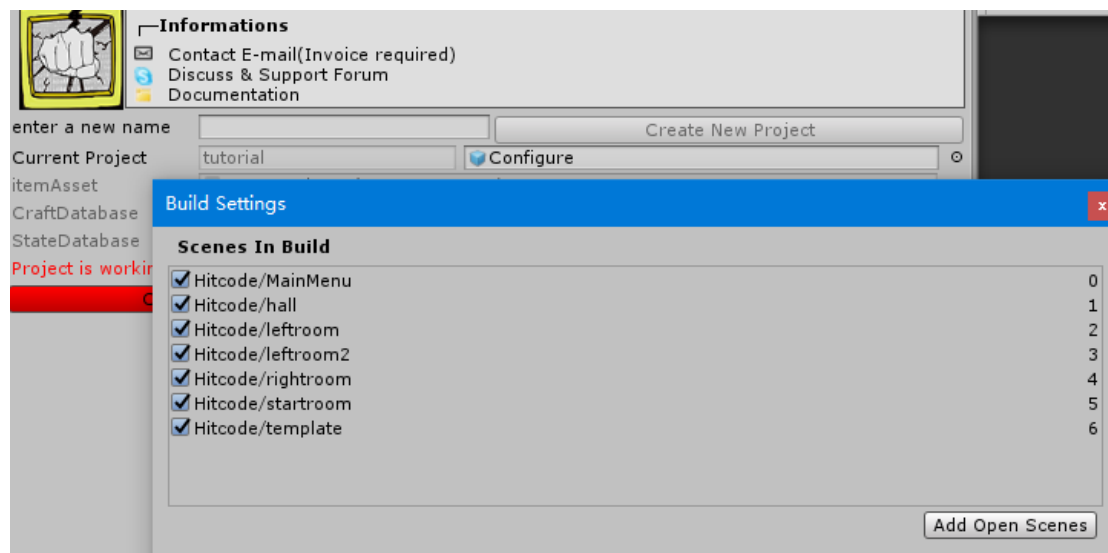 Informations
Contact E-mail(Invoice required)
Discuss & Support Forum
Documentation
enter a new name Create New Project
Current Project tutorial Configure
itemAsset
CraftDatabase
StateDatabase
Project is
Build Settings x
Scenes In Build
Hitcode/MainMenu 0
Hitcode/hall 1
Hitcode/leftroom 2
Hitcode/leftroom2 3
Hitcode/rightroom 4
Hitcode/startroom 5
Hitcode/template 6
Add Open Scenes